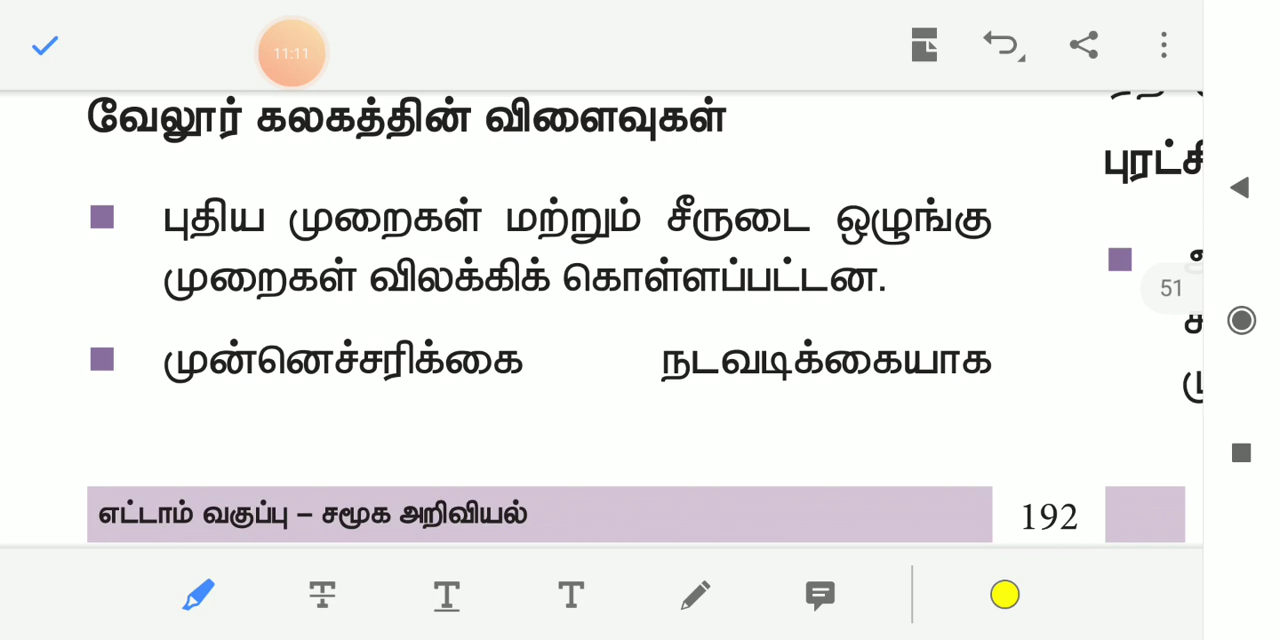 11:11
வேலூர் கலகத்தின் விளைவுகள்
புதிய முறைகள் மற்றும் சீருடை ஒழுங்கு
முறைகள் விலக்கிக் கொள்ளப்பட்டன.
முன்னெச்சரிக்கை நடவடிக்கையாக
எட்டாம் வகுப்பு – சமூக அறிவியல்
192
51